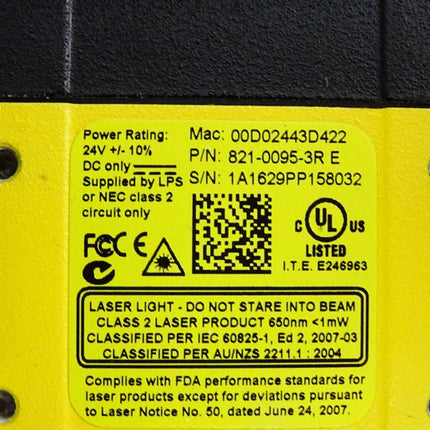 Power Rating:
24V +/- 10%
DC only
Supplied by LPS
or NEC class 2
circuit only
Mac: 00D02443D422
P/N: 821-0095-3R E
S/N: 1A1629PP158032
FCC CE
C UL US
LISTED
I.T.E. E246963
LASER LIGHT - DO NOT STARE INTO BEAM
CLASS 2 LASER PRODUCT 650nm <1mW
CLASSIFIED PER IEC 60825-1, Ed 2, 2007-03
CLASSIFIED PER AU/NZS 2211.1 : 2004
Complies with FDA performance standards for
laser products except for deviations pursuant
to Laser Notice No. 50, dated June 24, 2007.